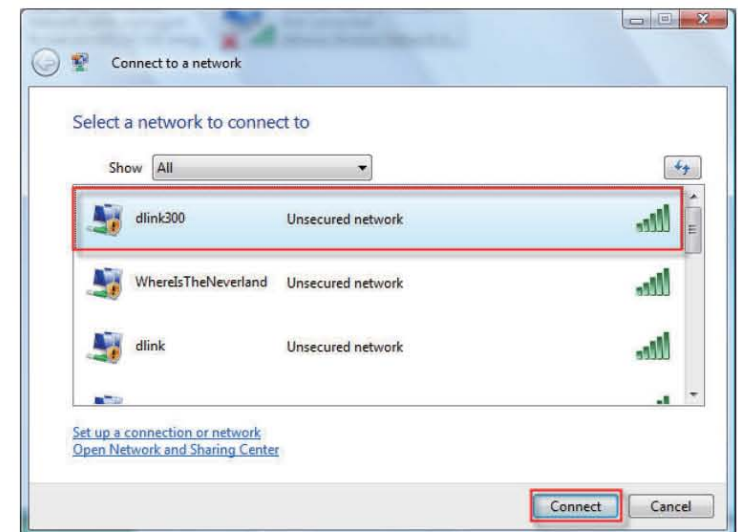 Connect to a network
Select a network to connect to
Show All
dlink300 Unsecured network
WhereIsTheNeverland Unsecured network
dlink Unsecured network
Set up a connection or network
Open Network and Sharing Center
Connect Cancel